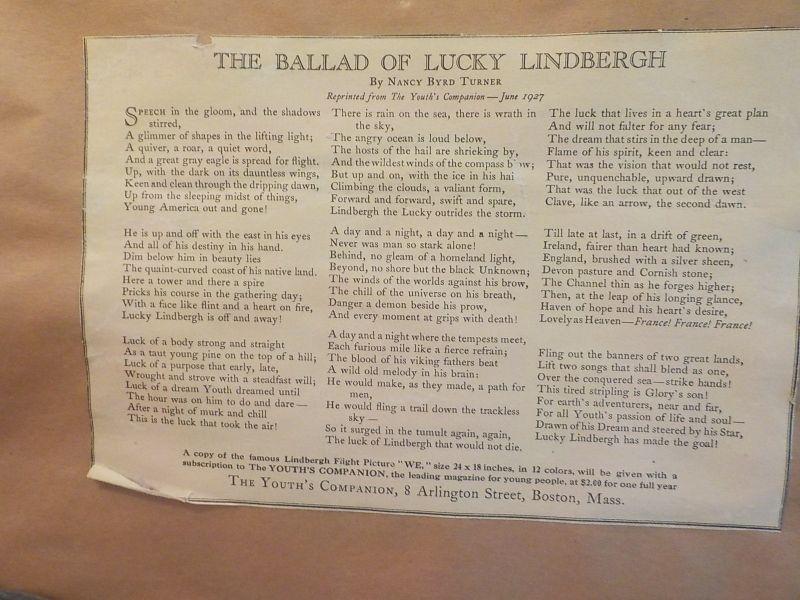 THE BALLAD OF LUCKY LINDBERGH
By Nancy Byrd Turner
Reprinted from The Youth's Companion—June 1927
Speech in the gloom, and the shadows
stirred,
A glimmer of shapes in the lifting light;
A quiver, a roar, a quiet word,
And a great gray eagle is spread for flight.
Up, with the dark on its dauntless wings,
Keen and clean through the dripping dawn,
Up from the sleeping midst of things,
Young America out and gone!
He is up and off with the east in his eyes
And all of his destiny in his hand.
Dim below him in beauty lies
The quaint-curved coast of his native land.
Here a tower and there a spire
Pricks his course in the gathering day;
With a face like flint and a heart on fire,
Lucky Lindbergh is off and away!
Luck of a body strong and straight
As a taut young pine on the top of a hill;
Luck of a purpose that early, late,
Wrought and strove with a steadfast will;
Luck of a dream Youth dreamed until
The hour was on him to do and dare—
After a night of murk and chill
This is the luck that took the air!
There is rain on the sea, there is wrath in
the sky,
The angry ocean is loud below,
The hosts of the hail are shrieking by,
And the wildest winds of the compass b ow;
But up and on, with the ice in his hai
Climbing the clouds, a valiant form,
Forward and forward, swift and spare,
Lindbergh the Lucky outrides the storm.
A day and a night, a day and a night—
Never was man so stark alone!
Behind, no gleam of a homeland light,
Beyond, no shore but the black Unknown;
The winds of the worlds against his brow,
The chill of the universe on his breath,
Danger a demon beside his prow,
And every moment at grips with death!
A day and a night where the tempests meet,
Each furious mile like a fierce refrain;
The blood of his viking fathers beat
A wild old melody in his brain:
He would make, as they made, a path for
men,
He would fling a trail down the trackless
sky—
So it surged in the tumult again, again,
The luck of Lindbergh that would not die.
The luck that lives in a heart's great plan
And will not falter for any fear;
The dream that stirs in the deep of a man—
Flame of his spirit, keen and clear:
That was the vision that would not rest,
Pure, unquenchable, upward drawn;
That was the luck that out of the west
Clave, like an arrow, the second dawn.
Till late at last, in a drift of green,
Ireland, fairer than heart had known;
England, brushed with a silver sheen,
Devon pasture and Cornish stone;
The Channel thin as he forges higher;
Then, at the leap of his longing glance,
Haven of hope and his heart's desire,
Lovely as Heaven—France! France! France!
Fling out the banners of two great lands,
Lift two songs that shall blend as one,
Over the conquered sea—strike hands!
This tired stripling is Glory's son!
For earth's adventurers, near and far,
For all Youth's passion of life and soul—
Drawn of his Dream and steered by his Star,
Lucky Lindbergh has made the goal!
A copy of the famous Lindbergh Flight Picture "WE," size 24 x 18 inches, in 12 colors, will be given with a
subscription to The YOUTH'S COMPANION, the leading magazine for young people, at $2.00 for one full year
The Youth's Companion, 8 Arlington Street, Boston, Mass.